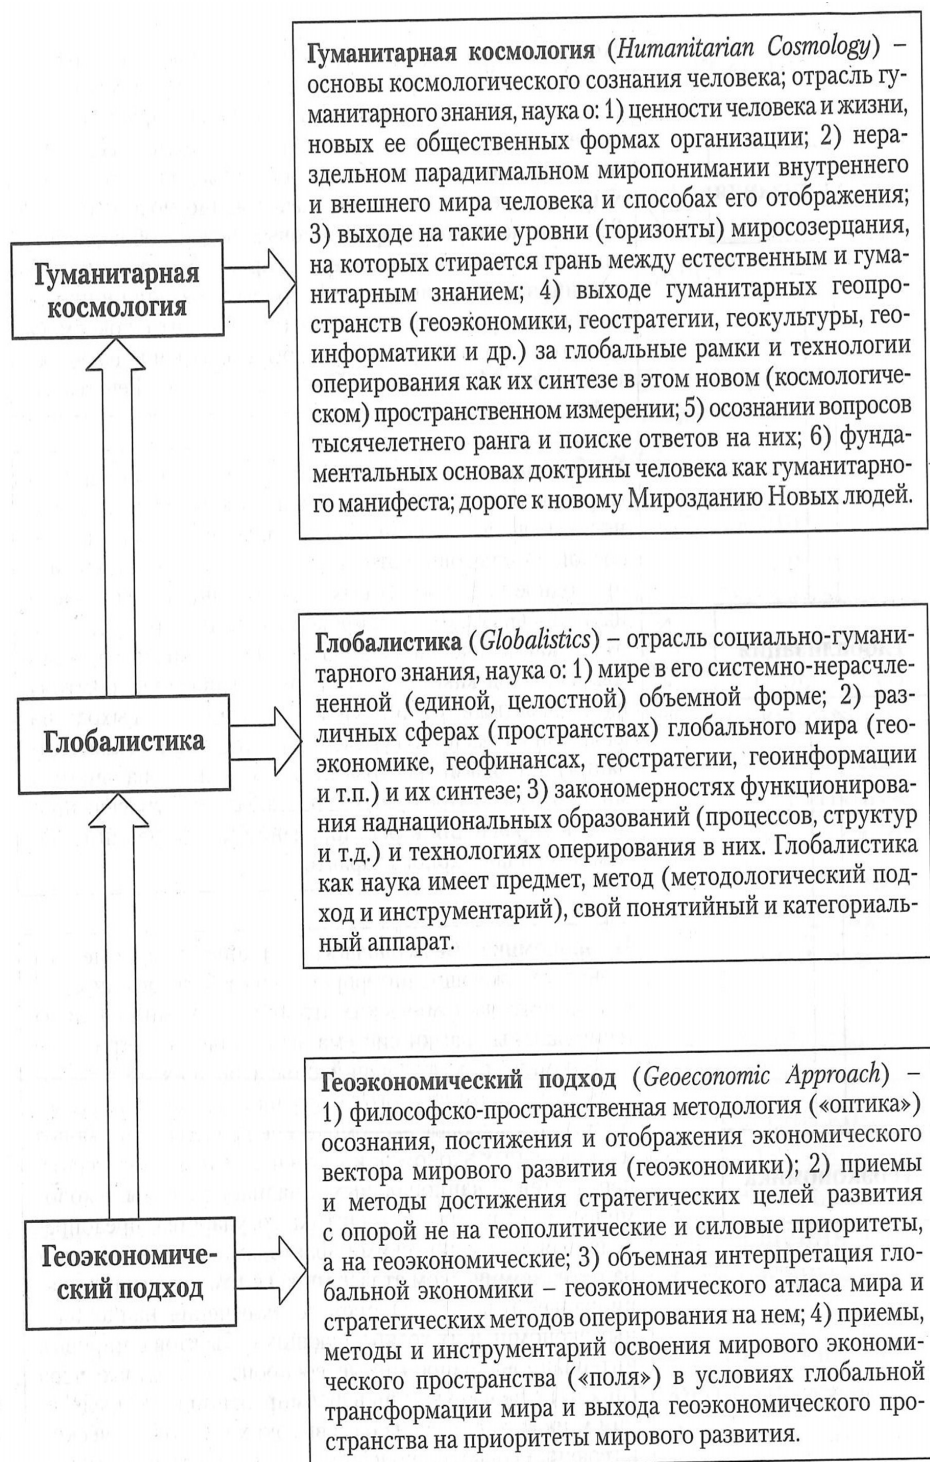 Гуманитарная
космология
Гуманитарная космология (Humanitarian Cosmology) –
основы космологического сознания человека; отрасль гу-
манитарного знания, наука о: 1) ценности человека и жизни,
новых ее общественных формах организации; 2) нераз-
здельном парадигмальном миропонимании внутреннего
и внешнего мира человека и способах его отображения;
3) выходе на такие уровни (горизонты) миросозерцания,
на которых стирается грань между естественным и гума-
нитарным знанием; 4) выходе гуманитарных геопро-
странств (геоэкономики, геостратегии, геокультуры, гео-
информатики и др.) за глобальные рамки и технологии
оперирования как их синтезе в этом новом (космологиче-
ском) пространственном измерении; 5) осознании вопросов
тысячелетнего ранга и поиске ответов на них; 6) фунда-
ментальных основах доктрины человека как гуманитарно-
го манифеста; дороге к новому Мирозданию Новых людей.
Глобалистика
Глобалистика (Globalistics) – отрасль социально-гумани-
тарного знания, наука о: 1) мире в его системно-нерасчле-
ненной (единой, целостной) объемной форме; 2) раз-
личных сферах (пространствах) глобального мира (гео-
экономике, геофинансах, геостратегии, геоинформации
и т.п.) и их синтезе; 3) закономерностях функционирова-
ния наднациональных образований (процессов, структур
и т.д.) и технологиях оперирования в них. Глобалистика
как наука имеет предмет, метод (методологический под-
ход и инструментарий), свой понятийный и категориаль-
ный аппарат.
Геоэкономиче-
ский подход
Геоэкономический подход (Geoeconomic Approach) –
1) философско-пространственная методология («оптика»)
осознания, постижения и отображения экономического
вектора мирового развития (геоэкономики); 2) приемы
и методы достижения стратегических целей развития
с опорой не на геополитические и силовые приоритеты,
а на геоэкономические; 3) объемная интерпретация гло-
бальной экономики – геоэкономического атласа мира и
стратегических методов оперирования на нем; 4) приемы,
методы и инструментарий освоения мирового экономи-
ческого пространства («поля») в условиях глобальной
трансформации мира и выхода геоэкономического про-
странства на приоритеты мирового развития.